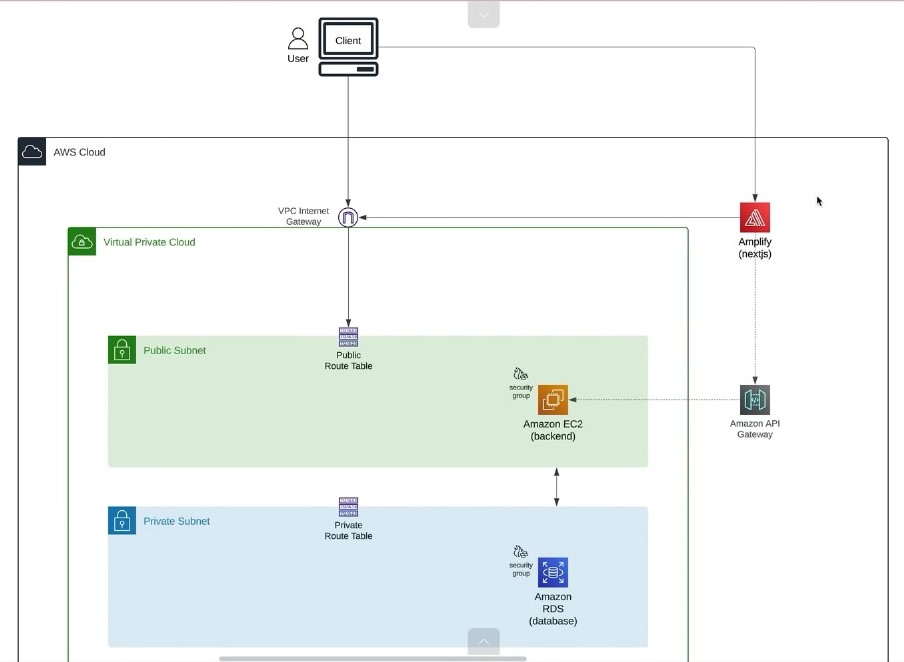 Client
User
AWS Cloud
VPC Internet
Gateway
Virtual Private Cloud
Amplify
(nextjs)
Public Subnet
Public
Route Table
security
group
Amazon EC2
(backend)
Amazon API
Gateway
Private Subnet
Private
Route Table
security
group
Amazon
RDS
(database)